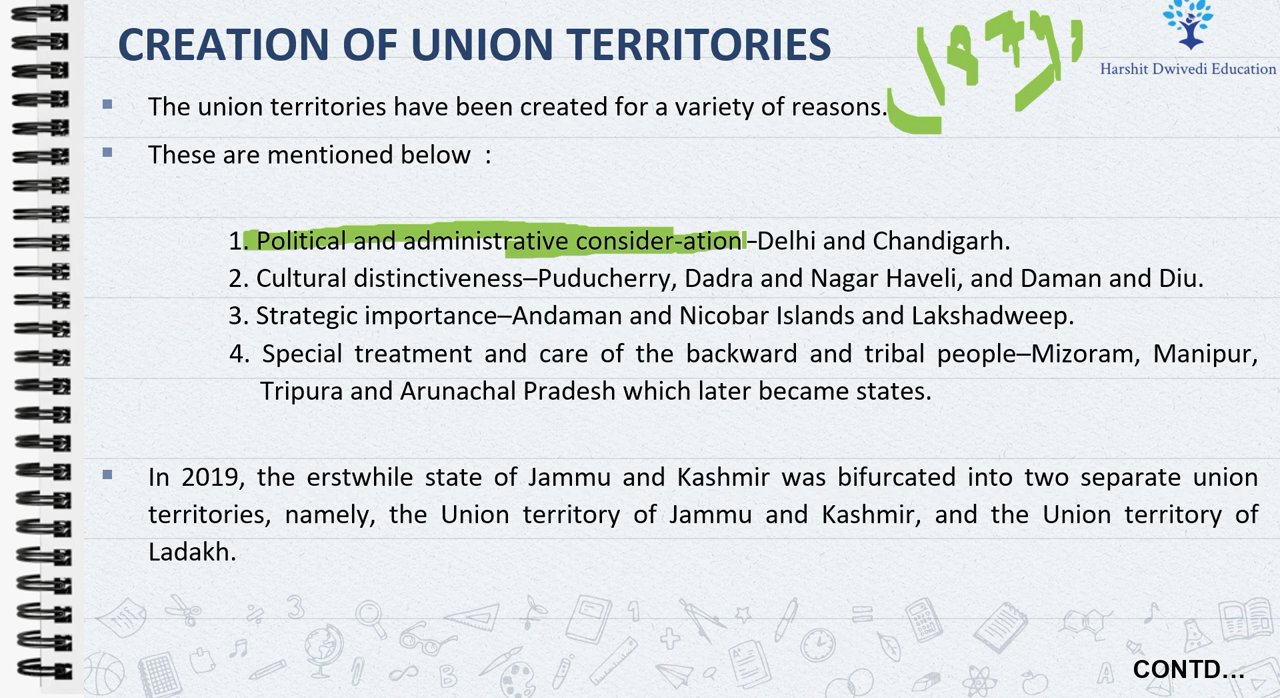 CREATION OF UNION TERRITORIES
Harshit Dwivedi Education
▪ The union territories have been created for a variety of reasons.
▪ These are mentioned below :
1. Political and administrative consider-ation–Delhi and Chandigarh.
2. Cultural distinctiveness–Puducherry, Dadra and Nagar Haveli, and Daman and Diu.
3. Strategic importance–Andaman and Nicobar Islands and Lakshadweep.
4. Special treatment and care of the backward and tribal people–Mizoram, Manipur,
Tripura and Arunachal Pradesh which later became states.
▪ In 2019, the erstwhile state of Jammu and Kashmir was bifurcated into two separate union
territories, namely, the Union territory of Jammu and Kashmir, and the Union territory of
Ladakh.
CONTD...